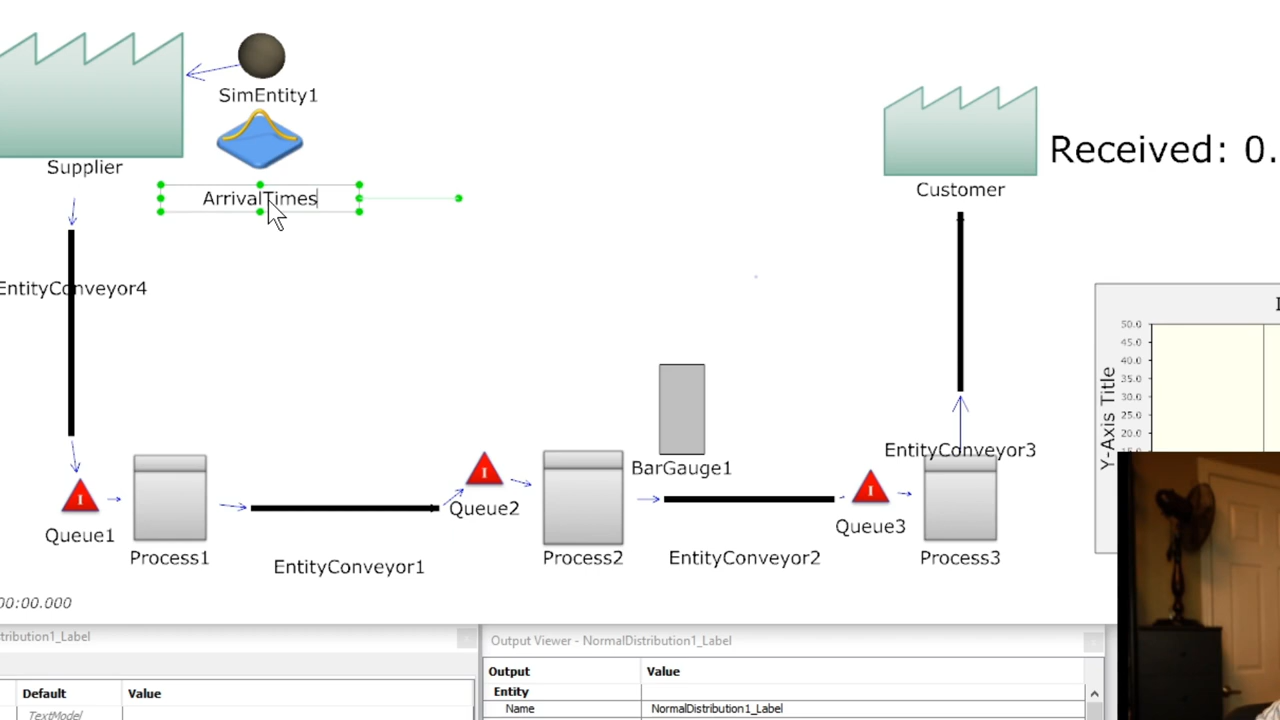 SimEntity1
Supplier
ArrivalTimes
Received: 0.
Customer
EntityConveyor4
50.0
45.0
40.0
35.0
30.0
25.0
20.0
Y-Axis Title
BarGauge1
EntityConveyor3
I
Queue1
Process1
EntityConveyor1
I
Queue2
Process2
EntityConveyor2
I
Queue3
Process3
00:00.000
tribution1_Label
Default
Value
TextModel
Output Viewer - NormalDistribution1_Label
Output
Value
Entity
Name
NormalDistribution1_Label